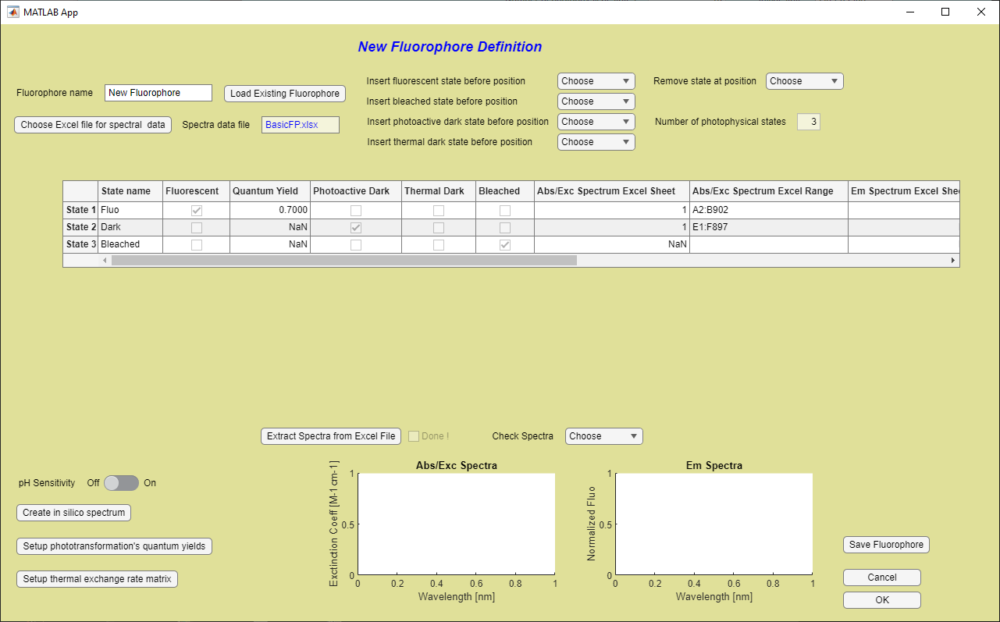 MATLAB App
New Fluorophore Definition
Fluorophore name New Fluorophore Load Existing Fluorophore
Choose Excel file for spectral data Spectra data file BasicFP.xlsx
Insert fluorescent state before position Choose
Insert bleached state before position Choose
Insert photoactive dark state before position Choose
Insert thermal dark state before position Choose
Remove state at position Choose
Number of photophysical states 3
State name Fluorescent Quantum Yield Photoactive Dark Thermal Dark Bleached Abs/Exc Spectrum Excel Sheet Abs/Exc Spectrum Excel Range Em Spectrum Excel Shee
State 1 Fluo 0.7000 1 A2:B902
State 2 Dark NaN 1 E1:F897
State 3 Bleached NaN NaN
Extract Spectra from Excel File Done ! Check Spectra Choose
pH Sensitivity Off On
Create in silico spectrum
Setup phototransformation's quantum yields
Setup thermal exchange rate matrix
Abs/Exc Spectra
Exctinction Coeff [M-1 cm-1]
1
0.5
0
0 0.2 0.4 0.6 0.8 1
Wavelength [nm]
Em Spectra
Normalized Fluo
1
0.5
0
0 0.2 0.4 0.6 0.8 1
Wavelength [nm]
Save Fluorophore
Cancel
OK